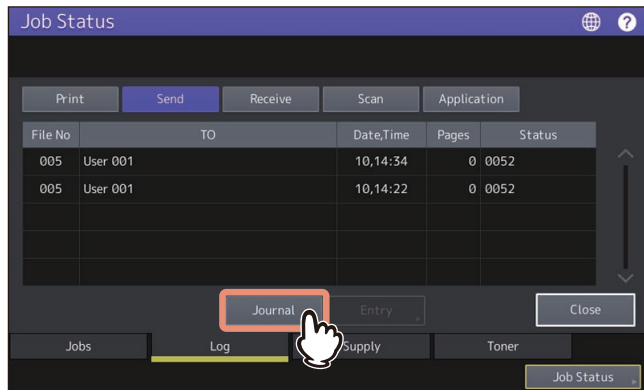 Job Status ?
Print Send Receive Scan Application
File No TO Date,Time Pages Status
005 User 001 10,14:34 0 0052
005 User 001 10,14:22 0 0052
Journal Entry Close
Jobs Log Supply Toner
Job Status